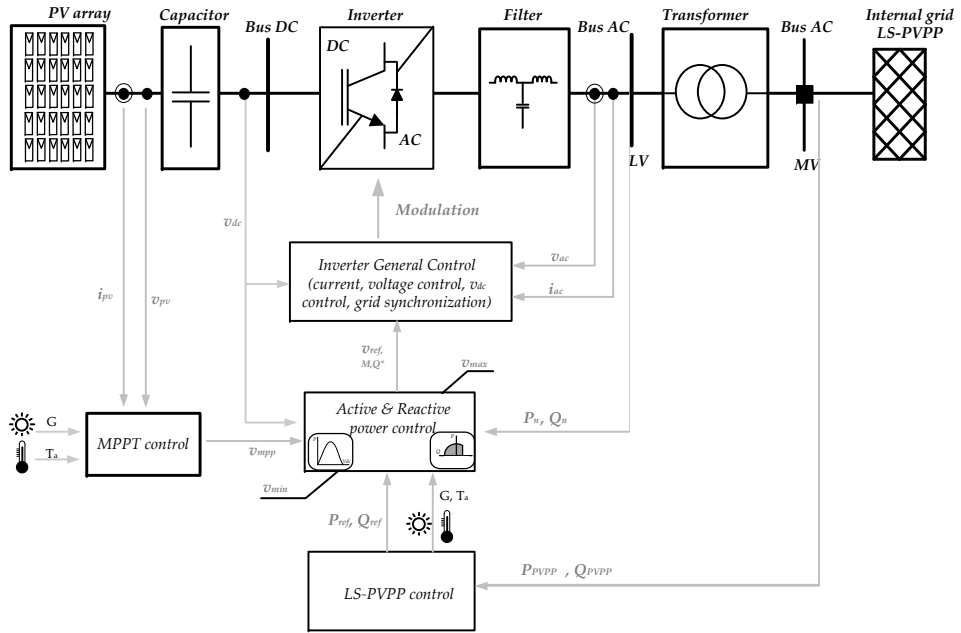 PV array
Capacitor
Bus DC
Inverter
Filter
Bus AC
Transformer
Bus AC
Internal grid
LS-PVPP
DC
AC
LV
MV
Modulation
vdc
ipv
vpv
Inverter General Control
(current, voltage control, vdc
control, grid synchronization)
vac
iac
vref,
M,Q*
vmax
Active & Reactive
power control
Pn, Qn
G
Ta
MPPT control
vmpp
P
Q
vmin
G, Ta
Pref, Qref
LS-PVPP control
PPVPP , QPVPP